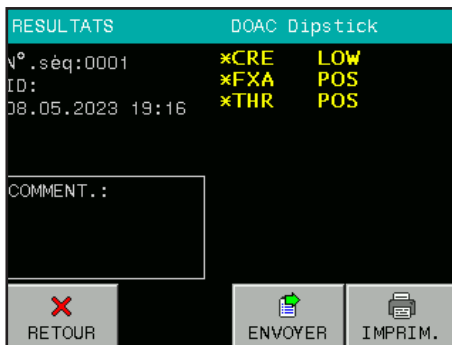 RESULTATS DOAC Dipstick
N°.séq:0001
ID:
08.05.2023 19:16
*CRE LOW
*FXA POS
*THR POS
COMMENT.:
RETOUR ENVOYER IMPRIM.